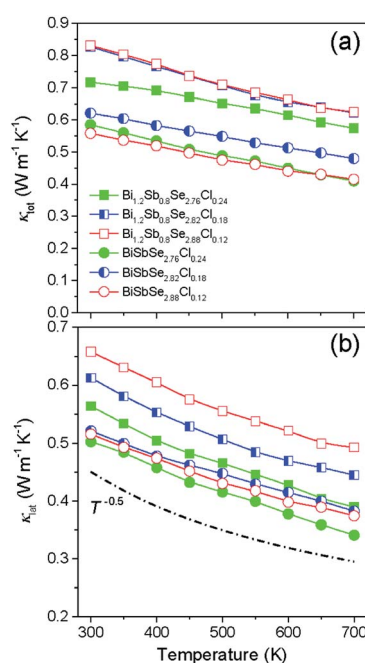 (a)
0.9
0.8
0.7
0.6
0.5
0.4
0.3
0.2
0.1
0.0
κtot (W m⁻¹ K⁻¹)
Bi₁.₂Sb₀.₈Se₂.₇₆Cl₀.₂₄
Bi₁.₂Sb₀.₈Se₂.₈₂Cl₀.₁₈
Bi₁.₂Sb₀.₈Se₂.₈₈Cl₀.₁₂
BiSbSe₂.₇₆Cl₀.₂₄
BiSbSe₂.₈₂Cl₀.₁₈
BiSbSe₂.₈₈Cl₀.₁₂
(b)
0.7
0.6
0.5
0.4
0.3
0.2
κlat (W m⁻¹ K⁻¹)
T⁻⁰·⁵
300 400 500 600 700
Temperature (K)